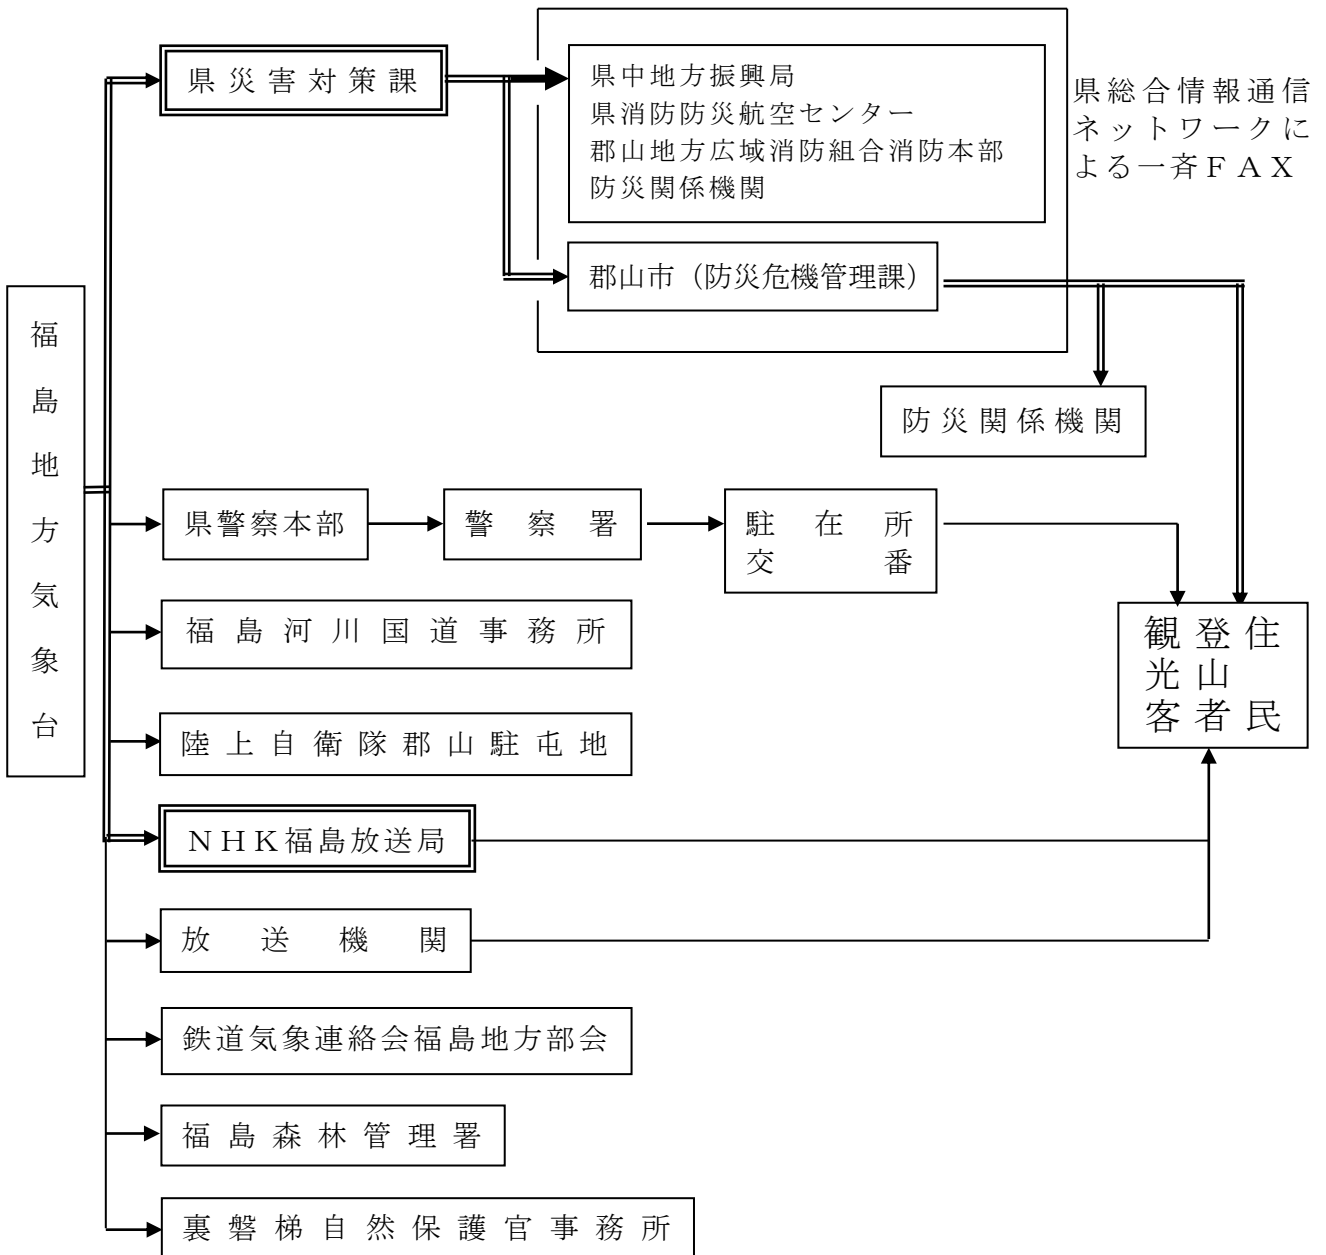 県災害対策課
県中地方振興局
県消防防災航空センター
郡山地方広域消防組合消防本部
防災関係機関
県総合情報通信
ネットワークに
よる一斉ＦＡＸ
郡山市（防災危機管理課）
福島地方気象台
防災関係機関
県警察本部
警察署
駐在所
交番
福島河川国道事務所
住民
登山者
観光客
陸上自衛隊郡山駐屯地
ＮＨＫ福島放送局
放送機関
鉄道気象連絡会福島地方部会
福島森林管理署
裏磐梯自然保護官事務所